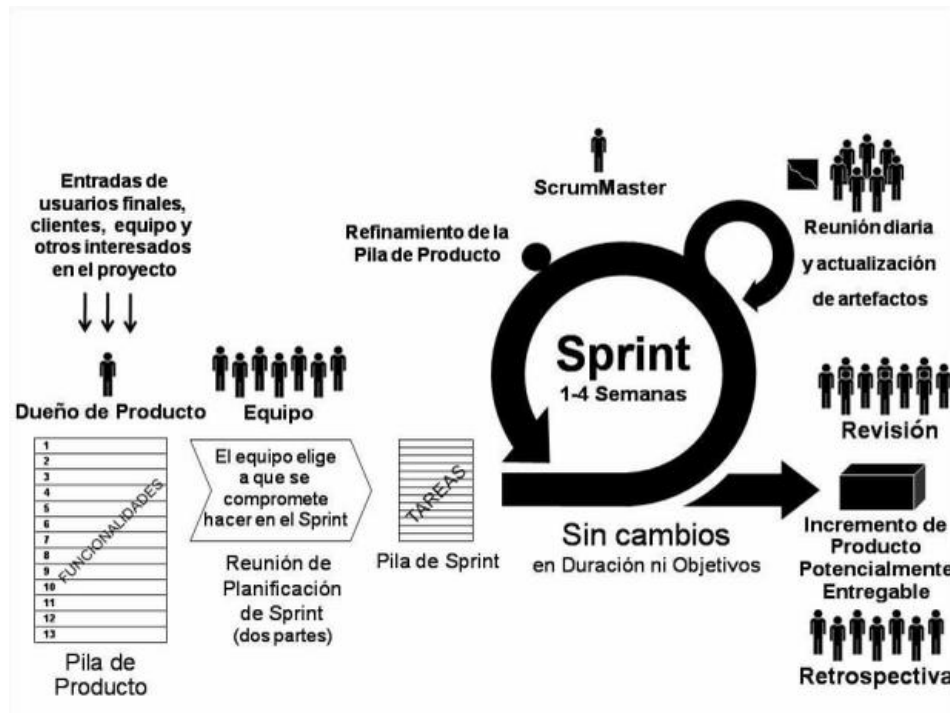 Entradas de
usuarios finales,
clientes, equipo y
otros interesados
en el proyecto
Dueño de Producto
1
2
3
4
5
6
7
8
9
10
11
12
13
FUNCIONALIDADES
Pila de
Producto
Equipo
El equipo elige
a que se
compromete
hacer en el Sprint
Reunión de
Planificación
de Sprint
(dos partes)
TAREAS
Pila de Sprint
ScrumMaster
Refinamiento de la
Pila de Producto
Sprint
1-4 Semanas
Sin cambios
en Duración ni Objetivos
Reunión diaria
y actualización
de artefactos
Revisión
Incremento de
Producto
Potencialmente
Entregable
Retrospectiva